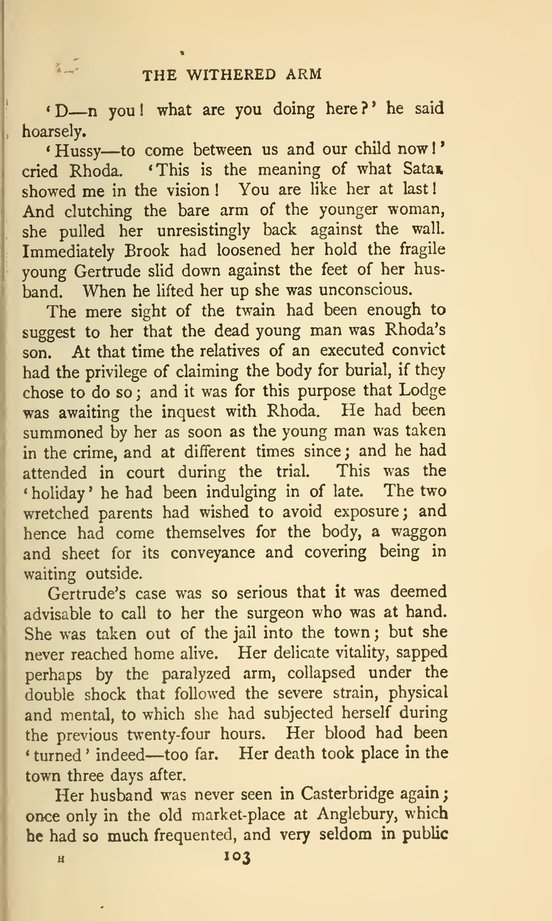 THE WITHERED ARM
‘D—n you! what are you doing here?’ he said
hoarsely.
‘Hussy—to come between us and our child now!’
cried Rhoda. ‘This is the meaning of what Satan
showed me in the vision! You are like her at last!
And clutching the bare arm of the younger woman,
she pulled her unresistingly back against the wall.
Immediately Brook had loosened her hold the fragile
young Gertrude slid down against the feet of her hus-
band. When he lifted her up she was unconscious.
The mere sight of the twain had been enough to
suggest to her that the dead young man was Rhoda’s
son. At that time the relatives of an executed convict
had the privilege of claiming the body for burial, if they
chose to do so; and it was for this purpose that Lodge
was awaiting the inquest with Rhoda. He had been
summoned by her as soon as the young man was taken
in the crime, and at different times since; and he had
attended in court during the trial. This was the
‘holiday’ he had been indulging in of late. The two
wretched parents had wished to avoid exposure; and
hence had come themselves for the body, a waggon
and sheet for its conveyance and covering being in
waiting outside.
Gertrude’s case was so serious that it was deemed
advisable to call to her the surgeon who was at hand.
She was taken out of the jail into the town; but she
never reached home alive. Her delicate vitality, sapped
perhaps by the paralyzed arm, collapsed under the
double shock that followed the severe strain, physical
and mental, to which she had subjected herself during
the previous twenty-four hours. Her blood had been
‘turned’ indeed—too far. Her death took place in the
town three days after.
Her husband was never seen in Casterbridge again;
once only in the old market-place at Anglebury, which
he had so much frequented, and very seldom in public
H 103